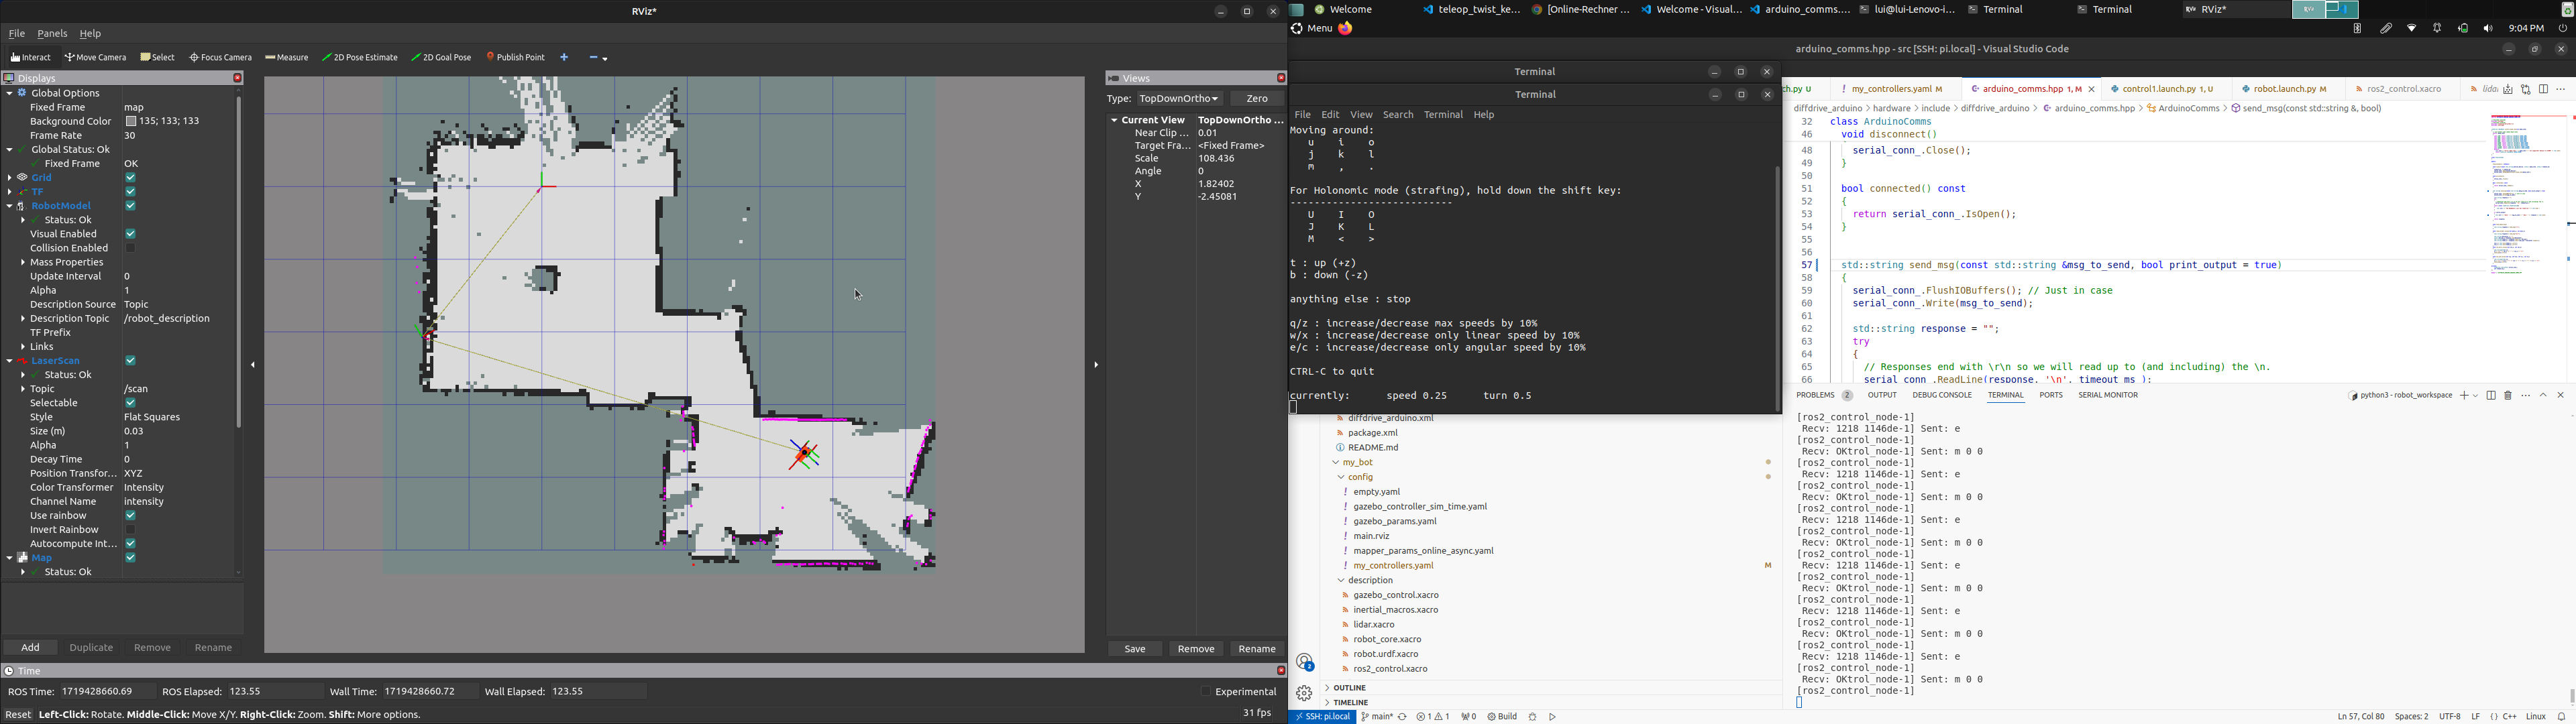 RViz*
File Panels Help
Interact Move Camera Select Focus Camera Measure 2D Pose Estimate 2D Goal Pose Publish Point
Displays
Global Options
Fixed Frame map
Background Color 135; 133; 133
Frame Rate 30
Global Status: Ok
Fixed Frame OK
Grid
TF
RobotModel
Status: Ok
Visual Enabled
Collision Enabled
Mass Properties
Update Interval 0
Alpha 1
Description Source Topic
Description Topic /robot_description
TF Prefix
Links
LaserScan
Status: Ok
Topic /scan
Selectable
Style Flat Squares
Size (m) 0.03
Alpha 1
Decay Time 0
Position Transfor... XYZ
Color Transformer Intensity
Channel Name intensity
Use rainbow
Invert Rainbow
Autocompute Int...
Map
Status: Ok
Add Duplicate Remove Rename
Views
Type: TopDownOrtho Zero
Current View TopDownOrtho ...
Near Clip ... 0.01
Target Fra... <Fixed Frame>
Scale 108.436
Angle 0
X 1.82402
Y -2.45081
Save Remove Rename
Time
ROS Time: 1719428660.69 ROS Elapsed: 123.55 Wall Time: 1719428660.72 Wall Elapsed: 123.55 Experimental
Reset Left-Click: Rotate. Middle-Click: Move X/Y. Right-Click: Zoom. Shift: More options. 31 fps
Welcome teleop_twist_ke... [Online-Rechner ... Welcome - Visual... arduino_comms.... lui@lui-Lenovo-i... Terminal Terminal RViz*
Menu 9:04 PM
arduino_comms.hpp - src [SSH: pi.local] - Visual Studio Code
Terminal
Terminal
File Edit View Search Terminal Help
Moving around:
u i o
j k l
m , .
For Holonomic mode (strafing), hold down the shift key:
---------------------------
U I O
J K L
M < >
t : up (+z)
b : down (-z)
anything else : stop
q/z : increase/decrease max speeds by 10%
w/x : increase/decrease only linear speed by 10%
e/c : increase/decrease only angular speed by 10%
CTRL-C to quit
currently: speed 0.25 turn 0.5
diffdrive_arduino.xml
package.xml
README.md
my_bot
config
empty.yaml
gazebo_controller_sim_time.yaml
gazebo_params.yaml
main.rviz
mapper_params_online_async.yaml
my_controllers.yaml M
description
gazebo_control.xacro
inertial_macros.xacro
lidar.xacro
robot_core.xacro
robot.urdf.xacro
ros2_control.xacro
OUTLINE
TIMELINE
ch.py U my_controllers.yaml M arduino_comms.hpp 1, M control1.launch.py 1, U robot.launch.py M ros2_control.xacro
diffdrive_arduino > hardware > include > diffdrive_arduino > arduino_comms.hpp > ArduinoComms > send_msg(const std::string &, bool)
32 class ArduinoComms
46 void disconnect()
48 serial_conn_.Close();
49 }
50
51 bool connected() const
52 {
53 return serial_conn_.IsOpen();
54 }
55
56
57 std::string send_msg(const std::string &msg_to_send, bool print_output = true)
58 {
59 serial_conn_.FlushIOBuffers(); // Just in case
60 serial_conn_.Write(msg_to_send);
61
62 std::string response = "";
63 try
64 {
65 // Responses end with \r\n so we will read up to (and including) the \n.
66 serial_conn_.ReadLine(response, '\n', timeout_ms_);
PROBLEMS 2 OUTPUT DEBUG CONSOLE TERMINAL PORTS SERIAL MONITOR python3 - robot_workspace
[ros2_control_node-1]
Recv: 1218 1146de-1] Sent: e
[ros2_control_node-1]
Recv: OKtrol_node-1] Sent: m 0 0
[ros2_control_node-1]
Recv: 1218 1146de-1] Sent: e
[ros2_control_node-1]
Recv: OKtrol_node-1] Sent: m 0 0
[ros2_control_node-1]
Recv: 1218 1146de-1] Sent: e
[ros2_control_node-1]
Recv: OKtrol_node-1] Sent: m 0 0
[ros2_control_node-1]
Recv: 1218 1146de-1] Sent: e
[ros2_control_node-1]
Recv: OKtrol_node-1] Sent: m 0 0
[ros2_control_node-1]
Recv: 1218 1146de-1] Sent: e
[ros2_control_node-1]
Recv: OKtrol_node-1] Sent: m 0 0
[ros2_control_node-1]
Recv: 1218 1146de-1] Sent: e
[ros2_control_node-1]
Recv: OKtrol_node-1] Sent: m 0 0
[ros2_control_node-1]
SSH: pi.local main* 1 1 0 Build Ln 57, Col 80 Spaces: 2 UTF-8 LF {} C++ Linux